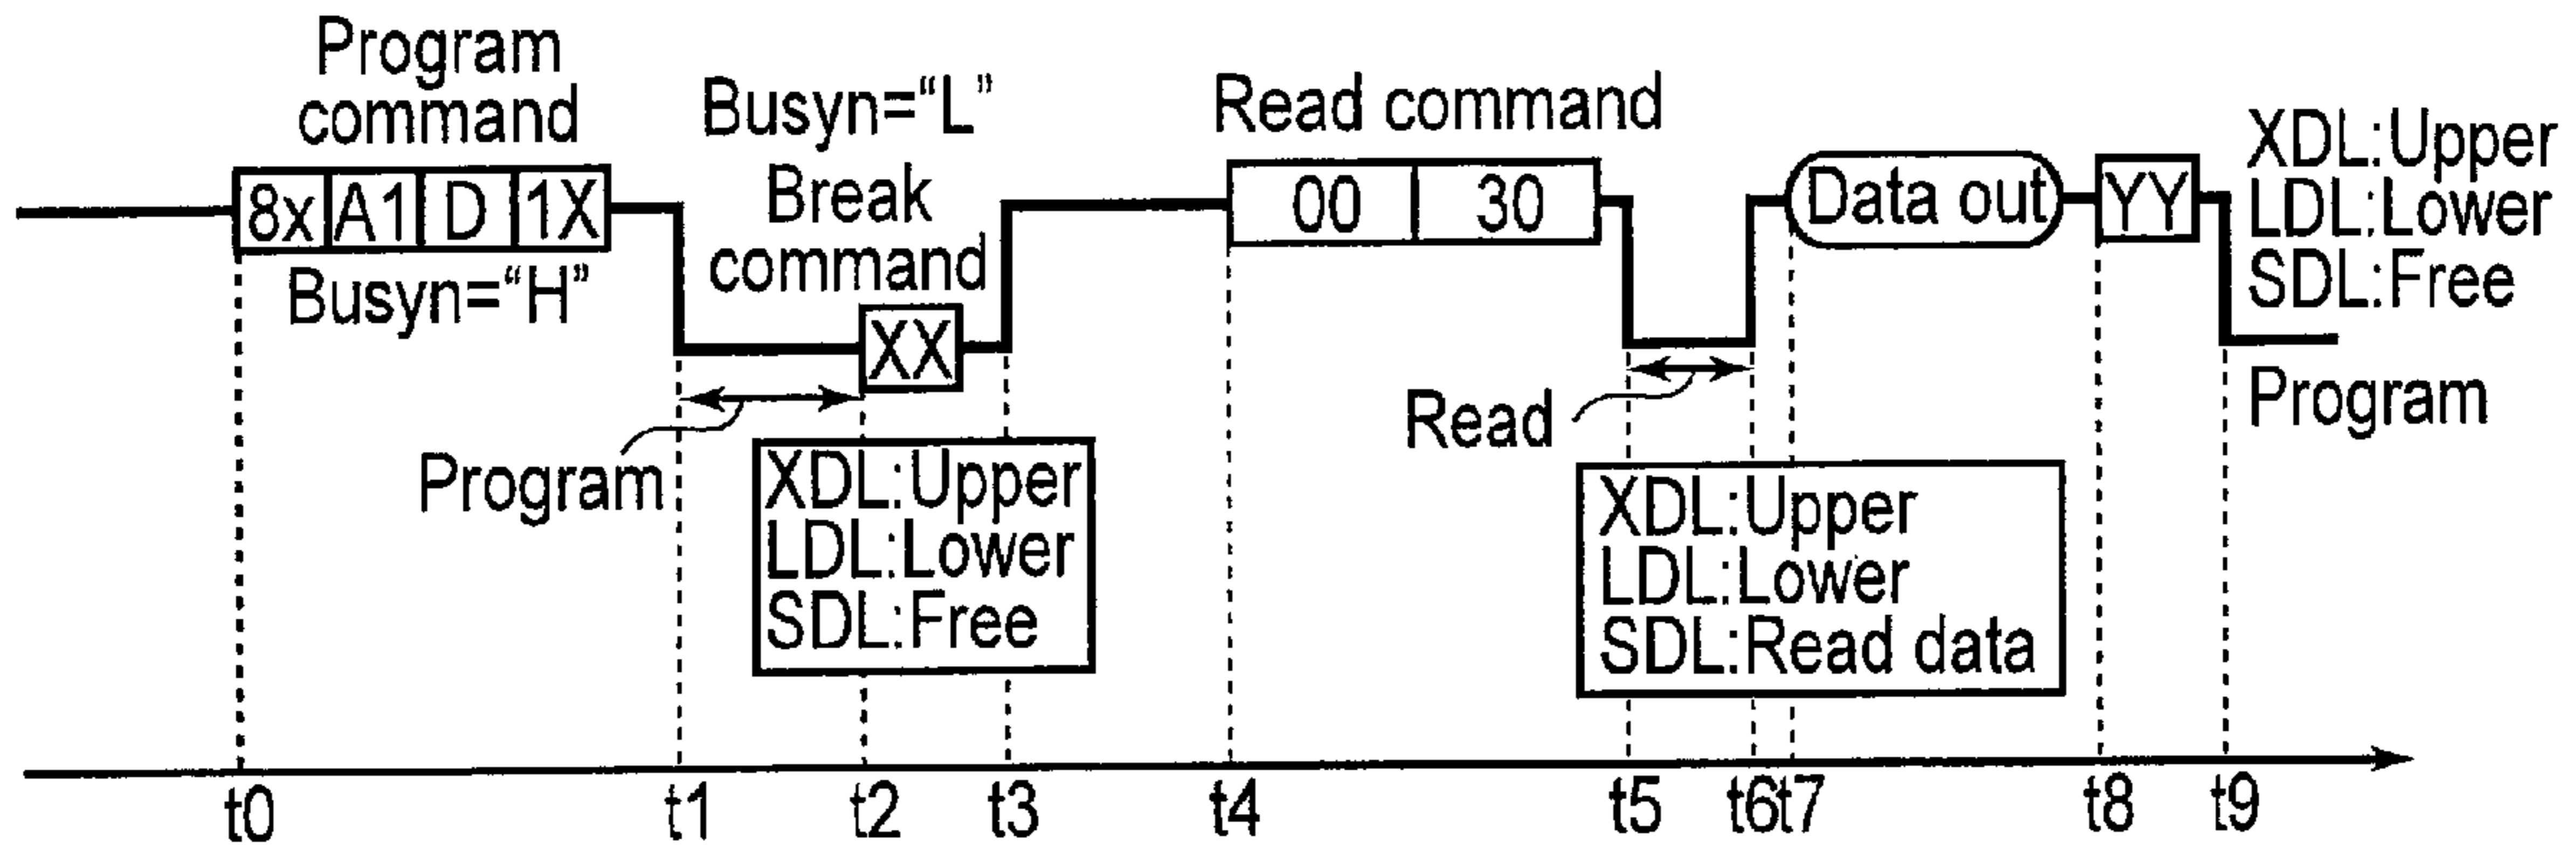 Program
command
8x A1 D 1X
Busyn="H"
Busyn="L"
Break
command
XX
Program
XDL:Upper
LDL:Lower
SDL:Free
Read command
00 30
Read
XDL:Upper
LDL:Lower
SDL:Read data
Data out
YY
XDL:Upper
LDL:Lower
SDL:Free
Program
t0 t1 t2 t3 t4 t5 t6 t7 t8 t9